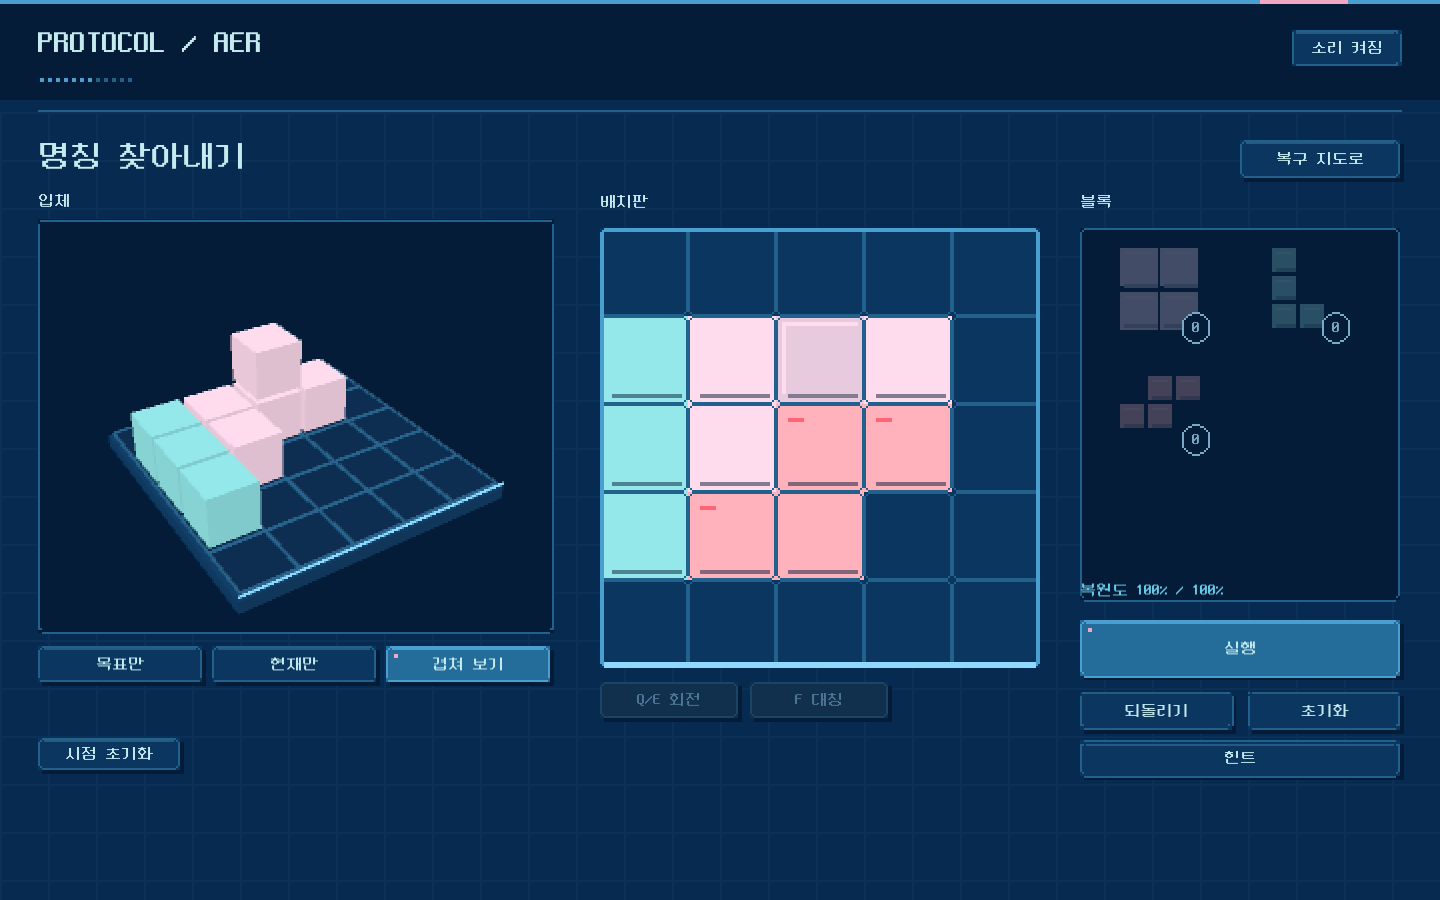 PROTOCOL / AER
소리 켜짐
명칭 찾아내기
복구 지도로
입체
배치판
블록
0
0
0
복원도 100% / 100%
목표만
현재만
겹쳐 보기
실행
Q/E 회전
F 대칭
되돌리기
초기화
시점 초기화
힌트